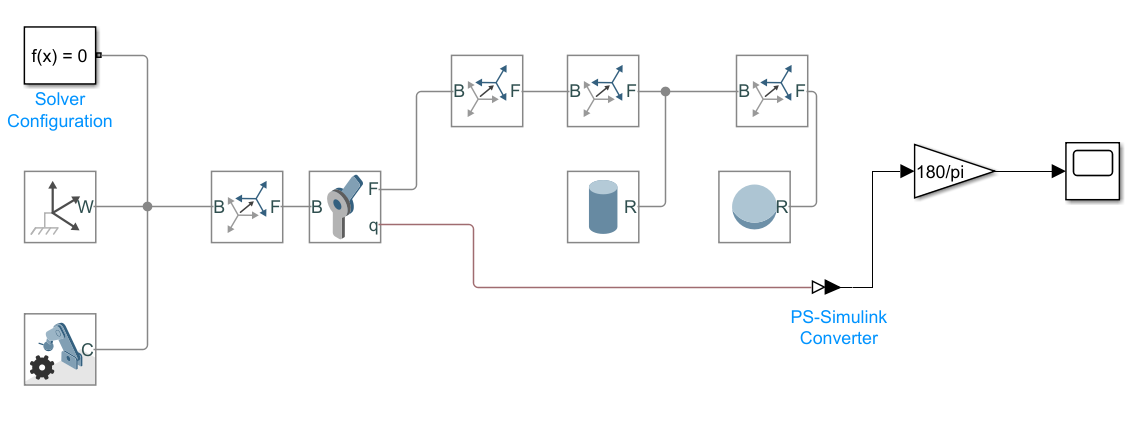 f(x) = 0
Solver
Configuration
B F
B F
B F
W
B F
B F
q
R
R
180/pi
C
PS-Simulink
Converter